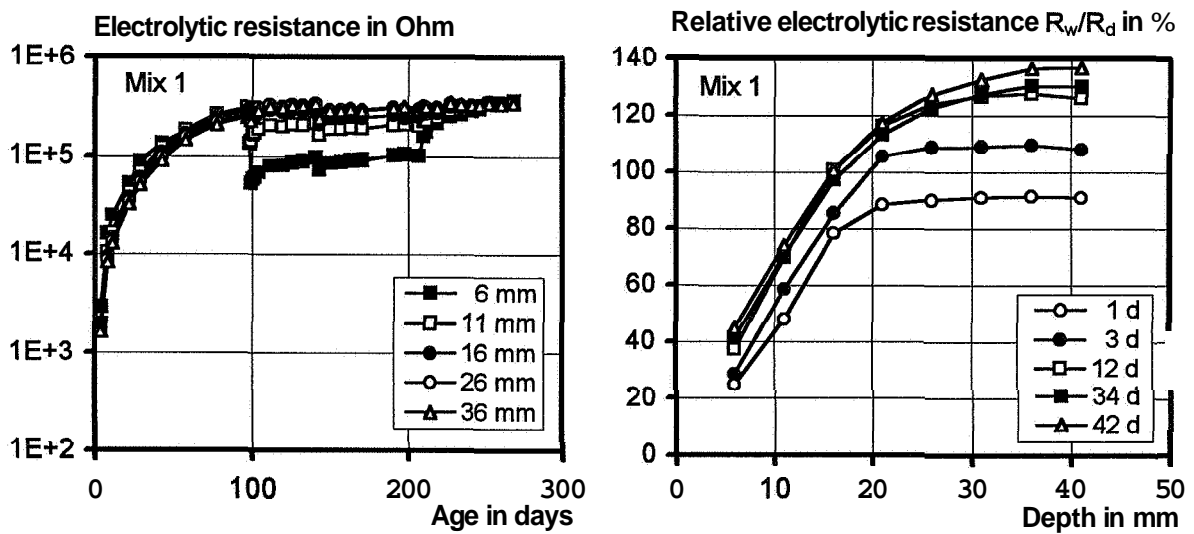 Electrolytic resistance in Ohm
1E+6
1E+5
1E+4
1E+3
1E+2
Mix 1
6 mm
11 mm
16 mm
26 mm
36 mm
0
100
200
300
Age in days
Relative electrolytic resistance Rw/Rd in %
140
120
100
80
60
40
20
0
Mix 1
1 d
3 d
12 d
34 d
42 d
0
10
20
30
40
50
Depth in mm